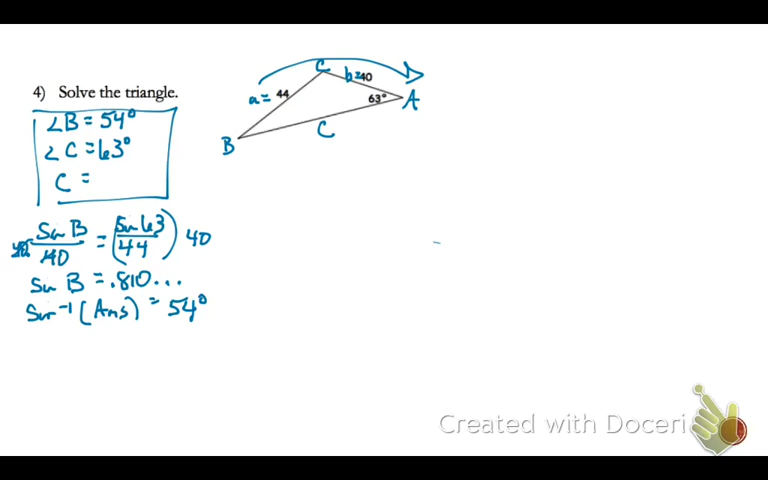 4) Solve the triangle.
∠B = 54°
∠C = 63°
C =
Sin B / 40 = (Sin 63 / 44) 40
Sin B = .810...
Sin⁻¹ (Ans) = 54°
C
b=40
a= 44
63°
A
C
B
Created with Doceri